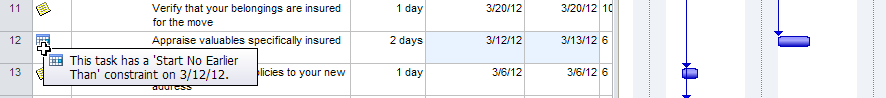 11 Verify that your belongings are insured 1 day 3/20/12 3/20/12 10
for the move
12 Appraise valuables specifically insured 2 days 3/12/12 3/13/12 6
This task has a 'Start No Earlier
Than' constraint on 3/12/12.
13 olicies to your new 1 day 3/6/12 3/6/12 6
address